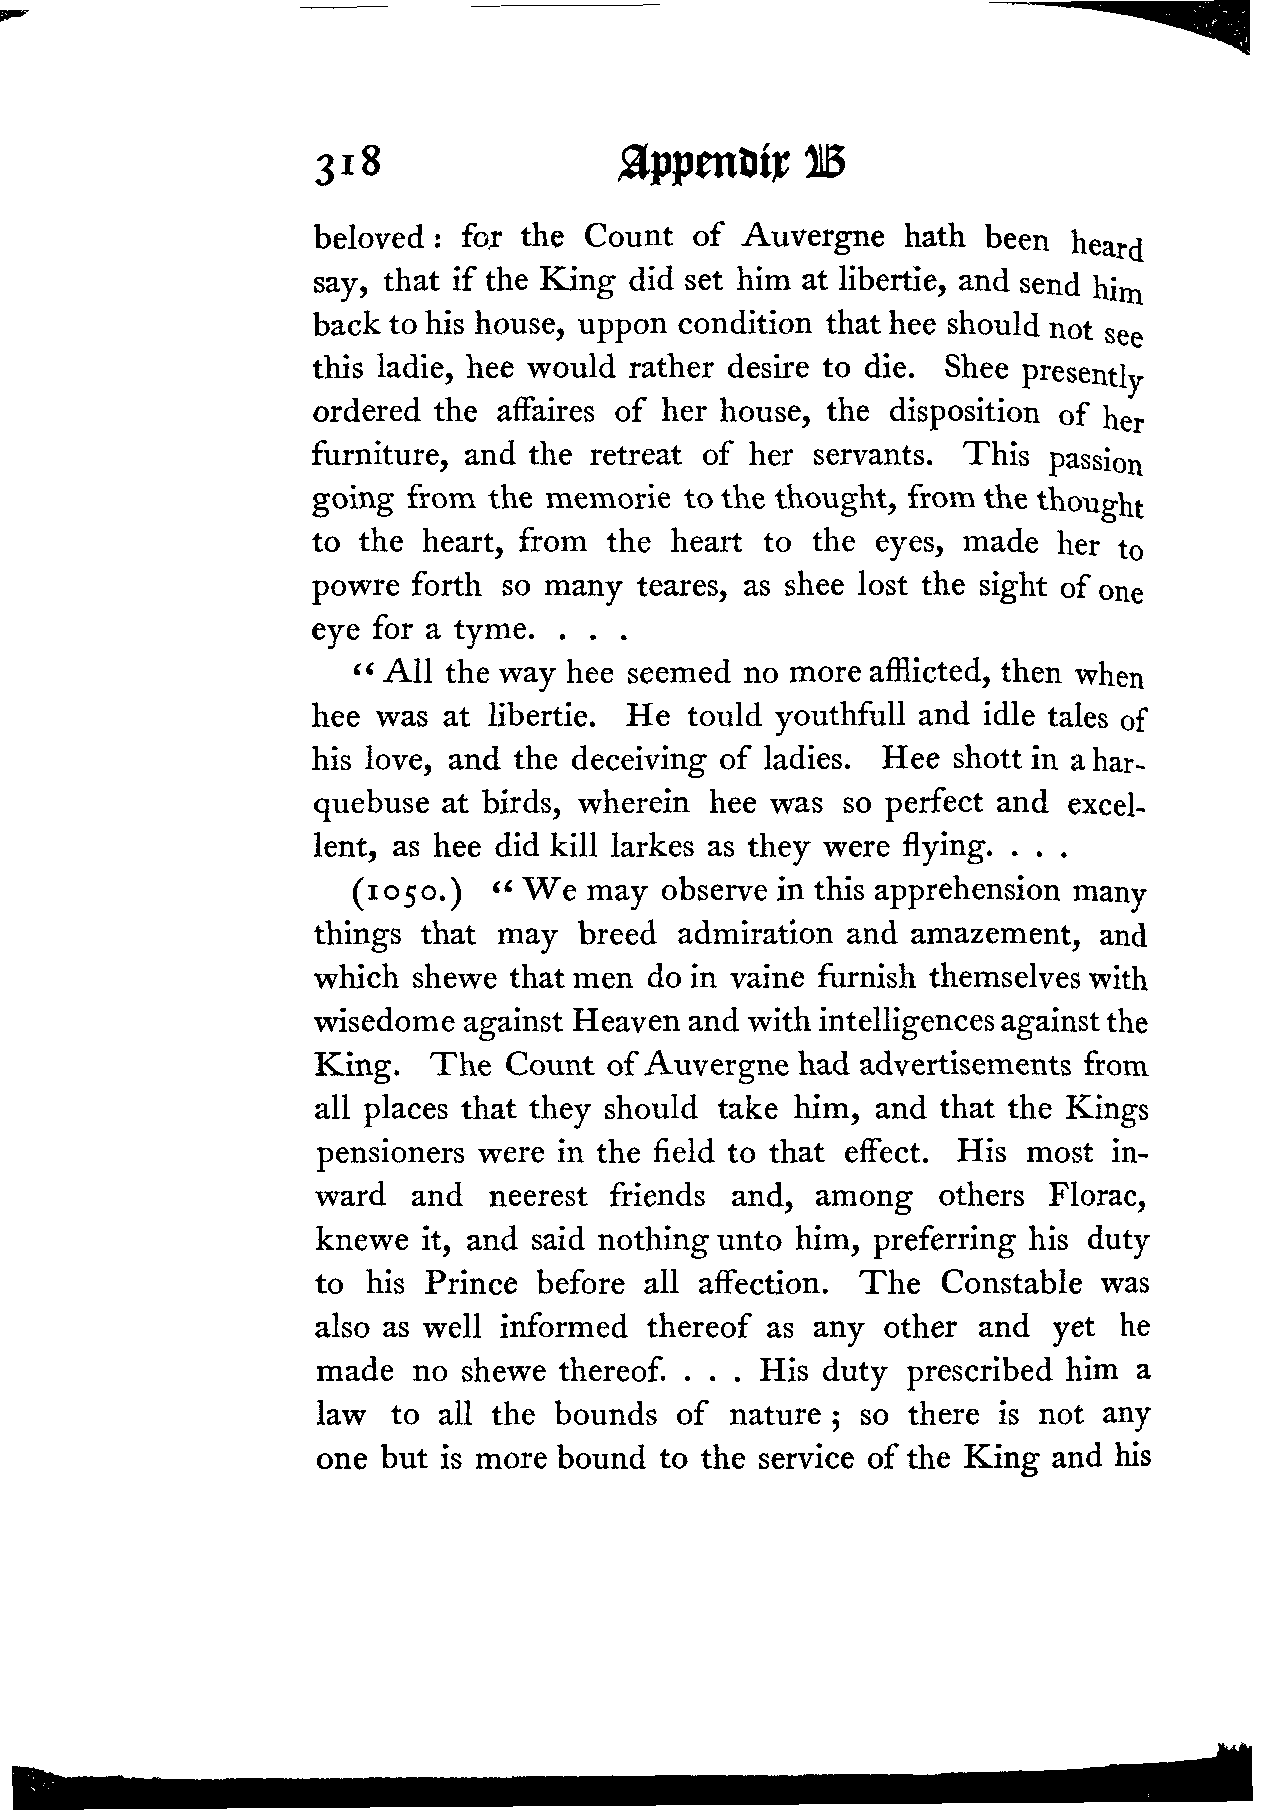 318 Appendix B
beloved : for the Count of Auvergne hath been heard
say, that if the King did set him at libertie, and send him
back to his house, uppon condition that hee should not see
this ladie, hee would rather desire to die. Shee presently
ordered the affaires of her house, the disposition of her
furniture, and the retreat of her servants. This passion
going from the memorie to the thought, from the thought
to the heart, from the heart to the eyes, made her to
powre forth so many teares, as shee lost the sight of one
eye for a tyme. . . .
“ All the way hee seemed no more afflicted, then when
hee was at libertie. He tould youthfull and idle tales of
his love, and the deceiving of ladies. Hee shott in a har-
quebuse at birds, wherein hee was so perfect and excel-
lent, as hee did kill larkes as they were flying. . . .
(1050.) “ We may observe in this apprehension many
things that may breed admiration and amazement, and
which shewe that men do in vaine furnish themselves with
wisedome against Heaven and with intelligences against the
King. The Count of Auvergne had advertisements from
all places that they should take him, and that the Kings
pensioners were in the field to that effect. His most in-
ward and neerest friends and, among others Florac,
knewe it, and said nothing unto him, preferring his duty
to his Prince before all affection. The Constable was
also as well informed thereof as any other and yet he
made no shewe thereof. . . . His duty prescribed him a
law to all the bounds of nature ; so there is not any
one but is more bound to the service of the King and his